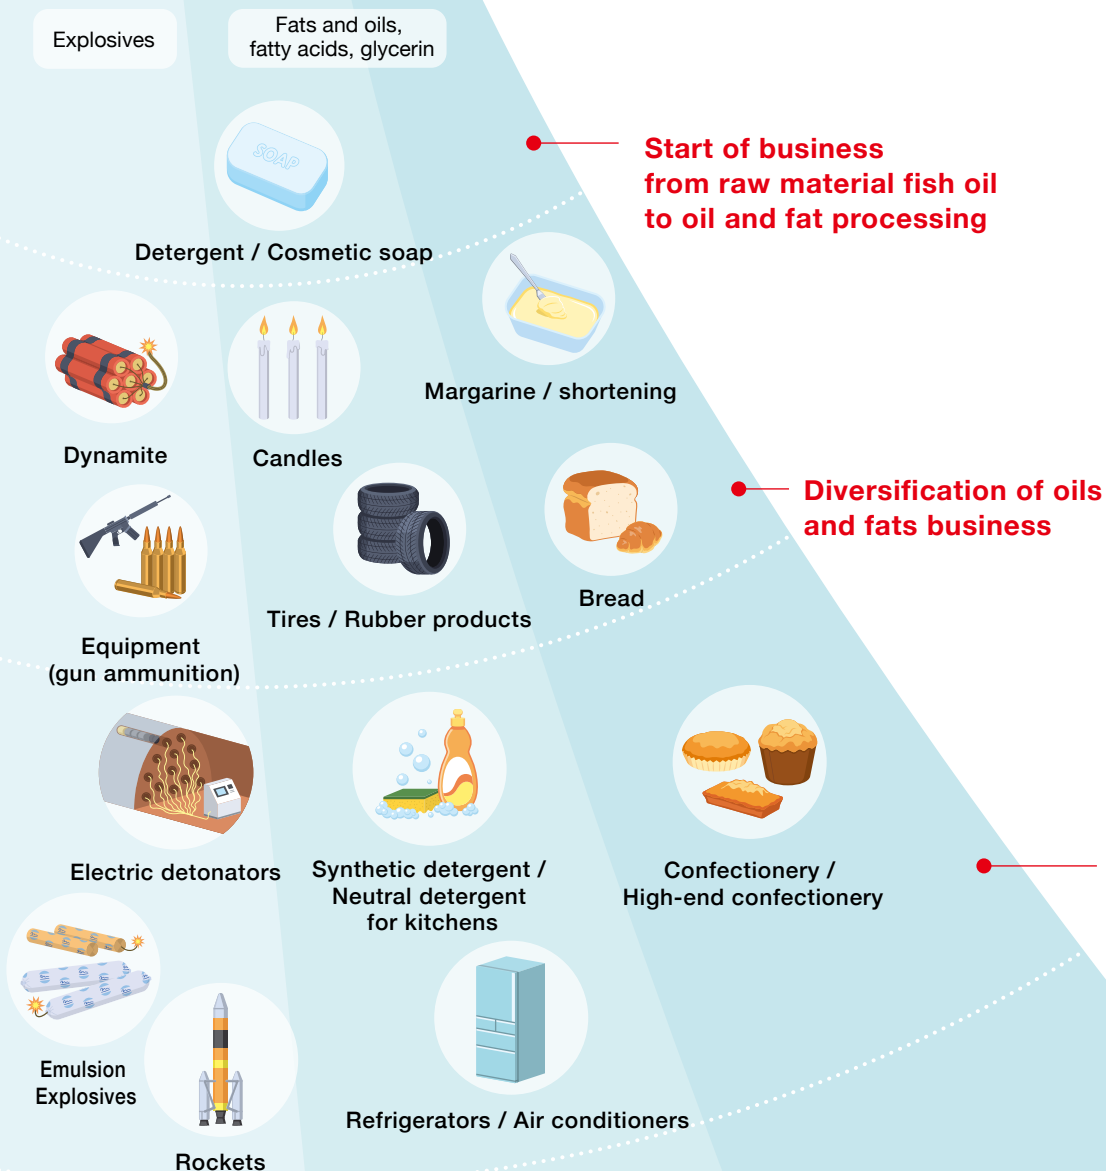 Explosives
Fats and oils,
fatty acids, glycerin
SOAP
Start of business
from raw material fish oil
to oil and fat processing
Detergent / Cosmetic soap
Margarine / shortening
Dynamite
Candles
Diversification of oils
and fats business
Bread
Tires / Rubber products
Equipment
(gun ammunition)
Electric detonators
Synthetic detergent /
Neutral detergent
for kitchens
Confectionery /
High-end confectionery
Emulsion
Explosives
Refrigerators / Air conditioners
Rockets